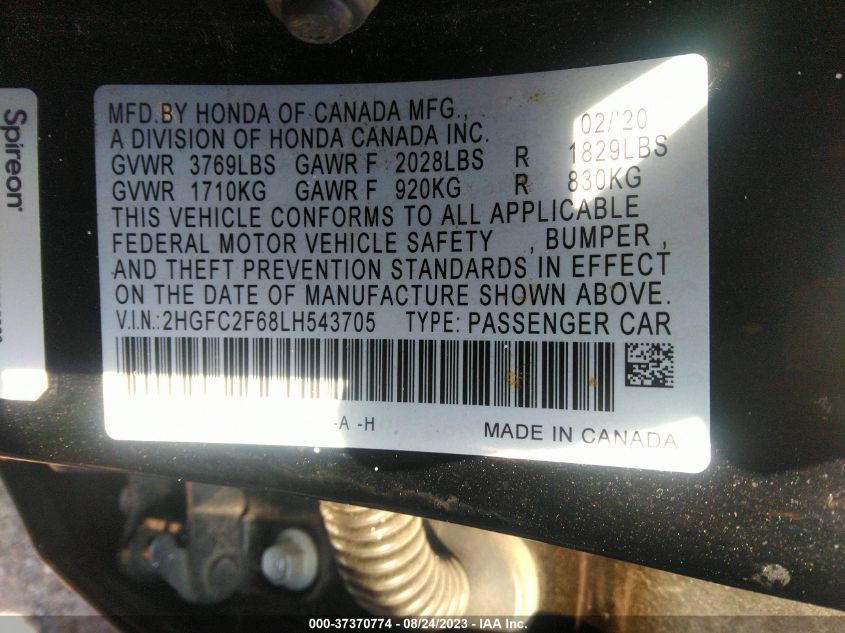 Spireon
MFD.BY HONDA OF CANADA MFG., 02/'20
A DIVISION OF HONDA CANADA INC.
GVWR 3769LBS GAWR F 2028LBS R 1829LBS
GVWR 1710KG GAWR F 920KG R 830KG
THIS VEHICLE CONFORMS TO ALL APPLICABLE
FEDERAL MOTOR VEHICLE SAFETY , BUMPER ,
AND THEFT PREVENTION STANDARDS IN EFFECT
ON THE DATE OF MANUFACTURE SHOWN ABOVE.
V.I.N.:2HGFC2F68LH543705 TYPE: PASSENGER CAR
-A -H MADE IN CANADA
000-37370774 — 08/24/2023 — IAA Inc.